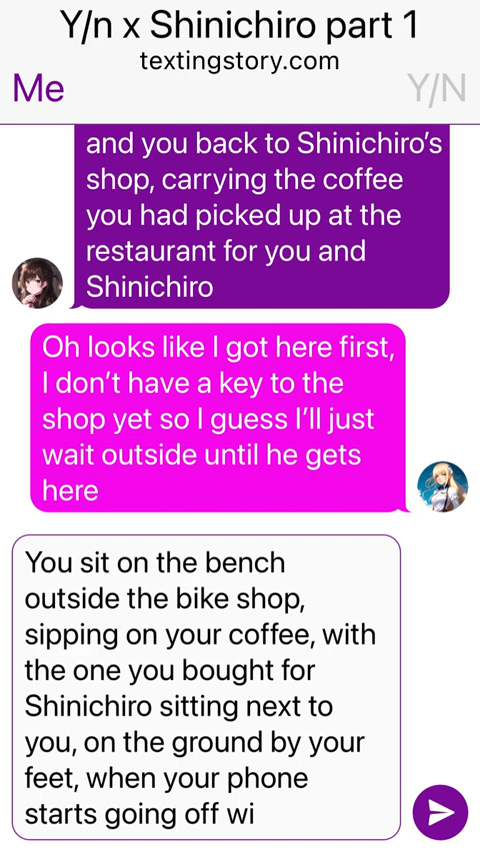 Y/n x Shinichiro part 1
textingstory.com
Me
Y/N
and you back to Shinichiro’s
shop, carrying the coffee
you had picked up at the
restaurant for you and
Shinichiro
Oh looks like I got here first,
I don’t have a key to the
shop yet so I guess I’ll just
wait outside until he gets
here
You sit on the bench
outside the bike shop,
sipping on your coffee, with
the one you bought for
Shinichiro sitting next to
you, on the ground by your
feet, when your phone
starts going off wi